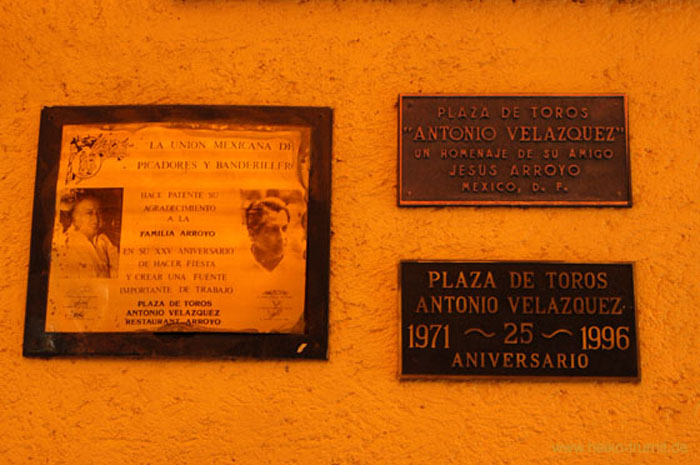 LA UNION MEXICANA DE
PICADORES Y BANDERILLER
HACE PATENTE SU
AGRADECIMIENTO
A LA
FAMILIA ARROYO
EN SU XXV ANIVERSARIO
DE HACER FIESTA
Y CREAR UNA FUENTE
IMPORTANTE DE TRABAJO
PLAZA DE TOROS
ANTONIO VELAZQUEZ
RESTAURANT ARROYO
PLAZA DE TOROS
"ANTONIO VELAZQUEZ"
UN HOMENAJE DE SU AMIGO
JESUS ARROYO
MEXICO, D. F.
PLAZA DE TOROS
ANTONIO VELAZQUEZ
1971 ~ 25 ~ 1996
ANIVERSARIO